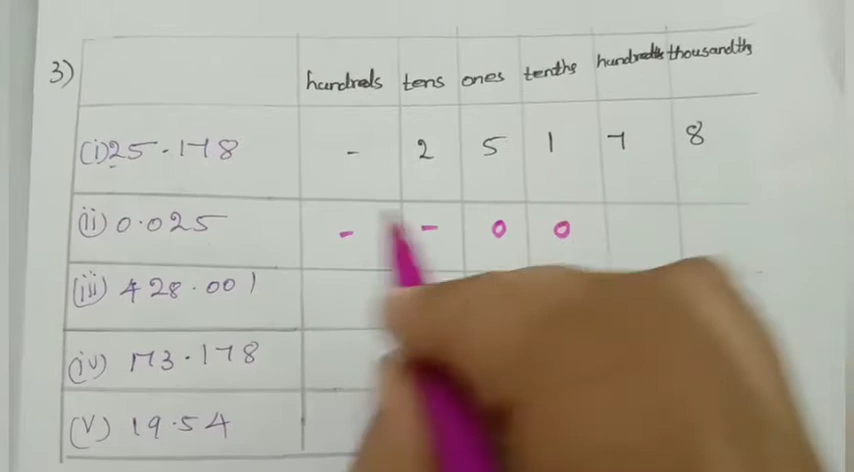 3) hundreds tens ones tenths hundredths thousandths
(i) 25.178 - 2 5 1 7 8
(ii) 0.025 - - 0 0
(iii) 428.001
(iv) 173.178
(v) 19.54